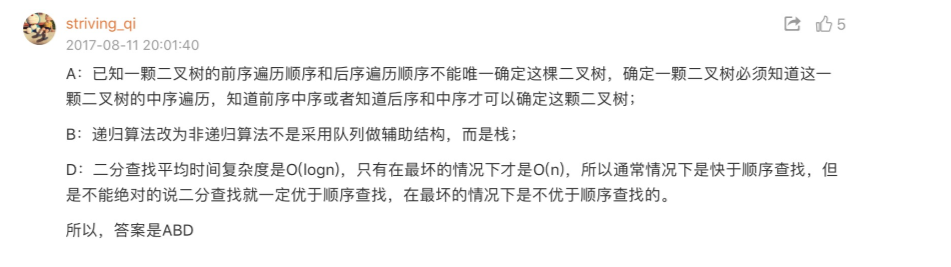 striving_qi
5
2017-08-11 20:01:40
A：已知一颗二叉树的前序遍历顺序和后序遍历顺序不能唯一确定这棵二叉树，确定一颗二叉树必须知道这一
颗二叉树的中序遍历，知道前序中序或者知道后序和中序才可以确定这颗二叉树；
B：递归算法改为非递归算法不是采用队列做辅助结构，而是栈；
D：二分查找平均时间复杂度是O(logn)，只有在最坏的情况下才是O(n)，所以通常情况下是快于顺序查找，但
是不能绝对的说二分查找就一定优于顺序查找，在最坏的情况下是不优于顺序查找的。
所以，答案是ABD